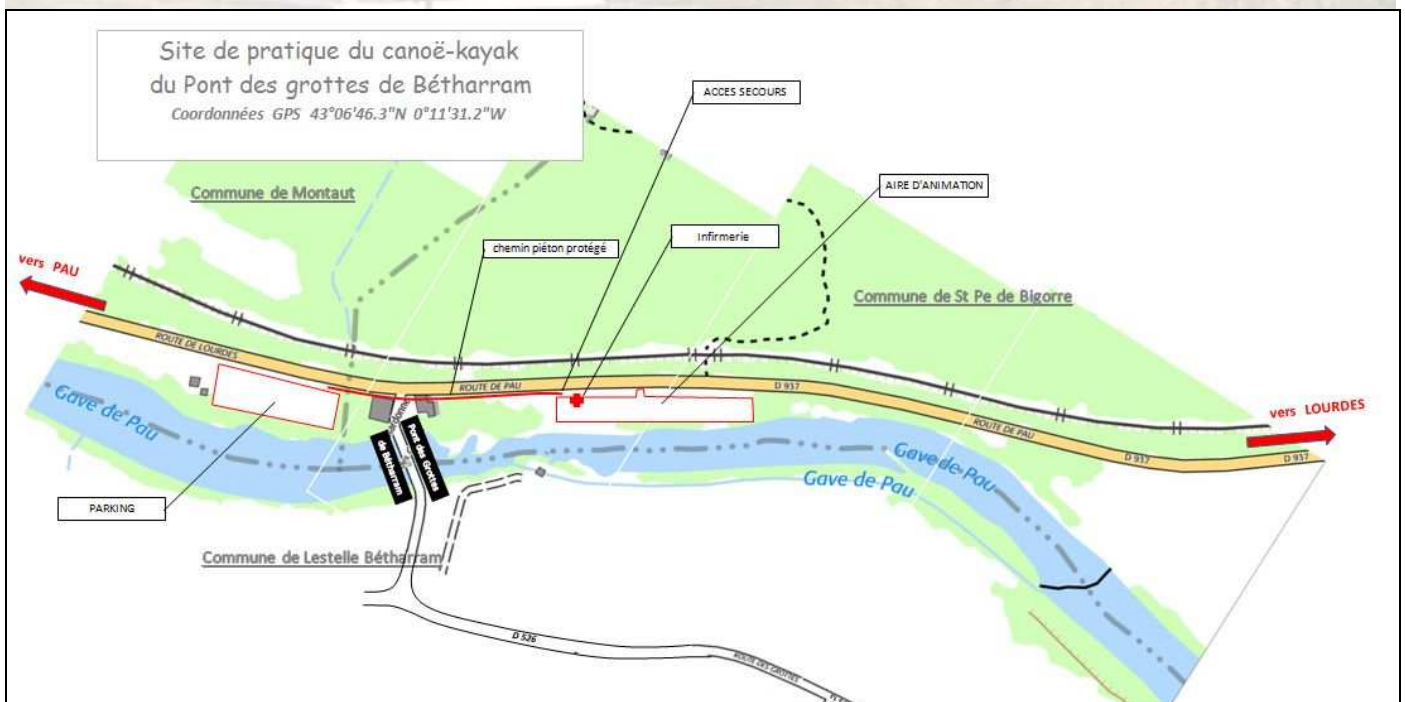 Site de pratique du canoë-kayak
du Pont des grottes de Bétharram
Coordonnées GPS 43°06'46.3"N 0°11'31.2"W
ACCES SECOURS
Commune de Montaut
AIRE D'ANIMATION
Infirmerie
chemin piéton protégé
vers PAU
Commune de St Pe de Bigorre
ROUTE DE LOURDES
ROUTE DE PAU
D 937
ROUTE DE PAU
vers LOURDES
D 937
D 937
Gave de Pau
Pont des Grottes
de Bétharram
Gave de Pau
Gave de Pau
PARKING
Commune de Lestelle Bétharram
D 526
ROUTE DES GROTTES